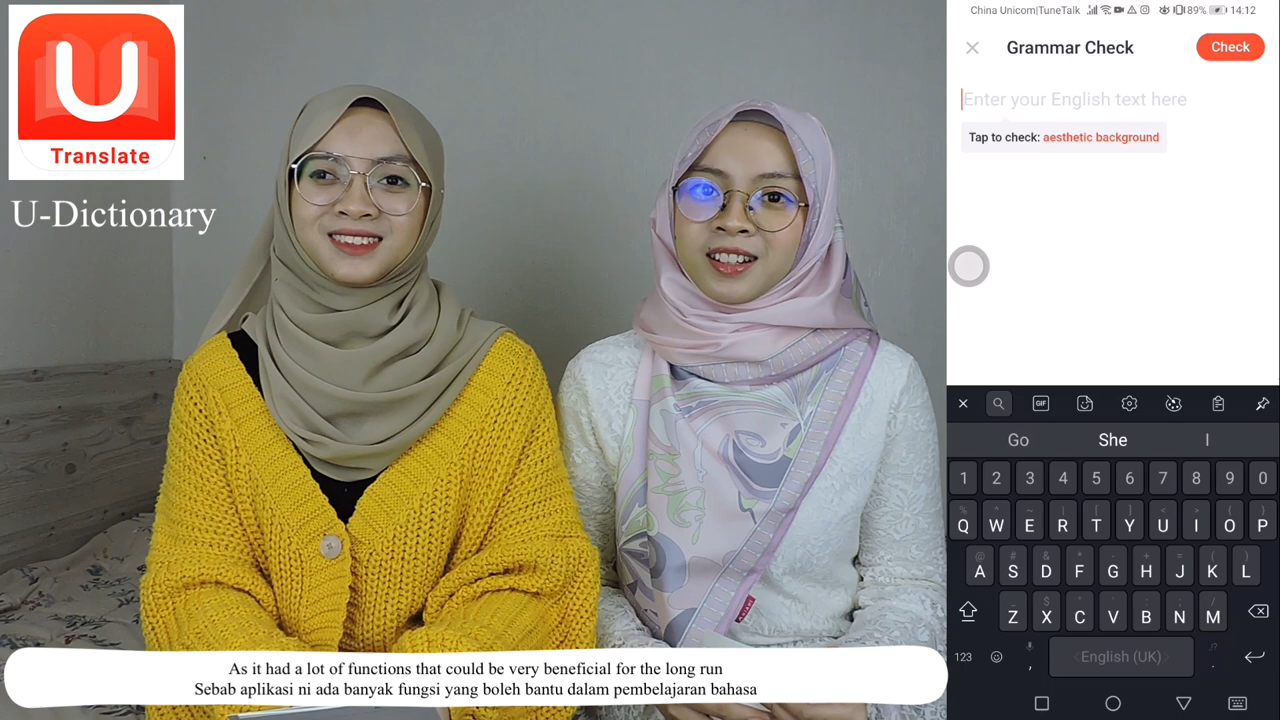 U
Translate
U-Dictionary
China Unicom|TuneTalk 89% 14:12
Grammar Check
Check
Enter your English text here
Tap to check: aesthetic background
GIF
Go She I
1 2 3 4 5 6 7 8 9 0
Q W E R T Y U I O P
A S D F G H J K L
Z X C V B N M
123 , English (UK) .
As it had a lot of functions that could be very beneficial for the long run
Sebab aplikasi ni ada banyak fungsi yang boleh bantu dalam pembelajaran bahasa